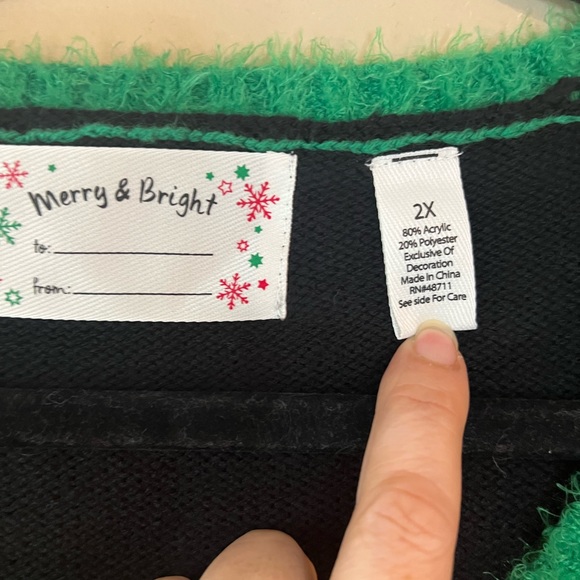 Merry & Bright
to:
from:
2X
80% Acrylic
20% Polyester
Exclusive Of
Decoration
Made In China
RN#48711
See side For Care